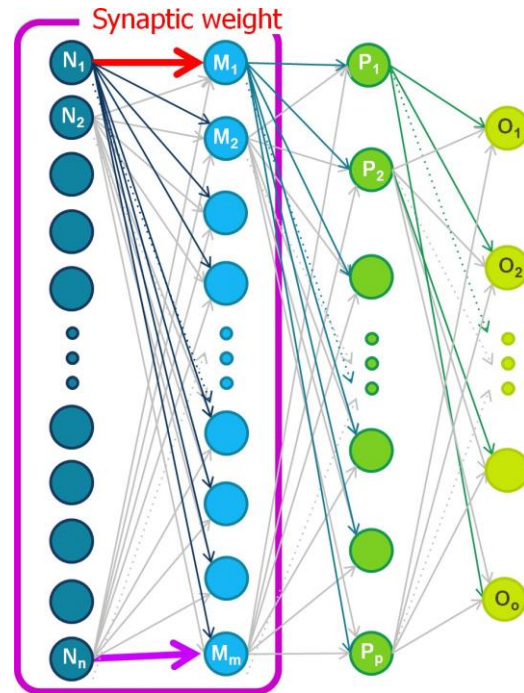 Synaptic weight
N1 M1 P1
O1
N2 M2
P2
O2
Oo
Nn Mm Pp